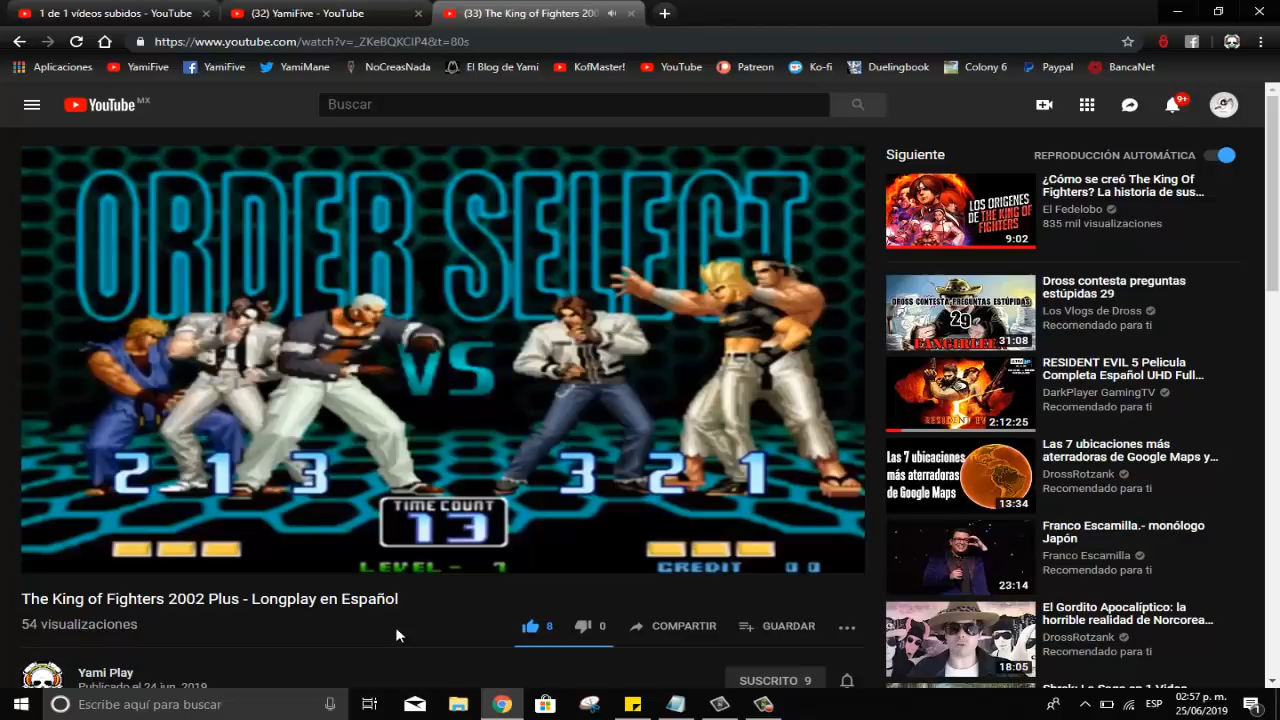 1 de 1 vídeos subidos - YouTube
(32) YamiFive - YouTube
(33) The King of Fighters 200
https://www.youtube.com/watch?v=_ZKeBQKCIP4&t=80s
Aplicaciones YamiFive YamiFive YamiMane NoCreasNada El Blog de Yami KofMaster! YouTube Patreon Ko-fi Duelingbook Colony 6 Paypal BancaNet
YouTube MX
Buscar
9+
ORDER SELECT
VS
2 1 3 3 2 1
TIME COUNT
13
LEVEL- 7 CREDIT 00
The King of Fighters 2002 Plus - Longplay en Español
54 visualizaciones
8 0 COMPARTIR GUARDAR
Yami Play
Publicado el 24 jun. 2019
SUSCRITO 9
Siguiente
REPRODUCCIÓN AUTOMÁTICA
LOS ORIGENES
DE THE KING OF
FIGHTERS
9:02
¿Cómo se creó The King Of
Fighters? La historia de sus...
El Fedelobo
835 mil visualizaciones
DROSS CONTESTA PREGUNTAS
ESTÚPIDAS
29
FANGIRLER
31:08
Dross contesta preguntas
estúpidas 29
Los Vlogs de Dross
Recomendado para ti
2:12:25
RESIDENT EVIL 5 Pelicula
Completa Español UHD Full...
DarkPlayer GamingTV
Recomendado para ti
Las 7 ubicaciones
más aterradoras
de Google Maps
13:34
Las 7 ubicaciones más
aterradoras de Google Maps y...
DrossRotzank
Recomendado para ti
23:14
Franco Escamilla.- monólogo
Japón
Franco Escamilla
Recomendado para ti
18:05
El Gordito Apocalíptico: la
horrible realidad de Norcorea...
DrossRotzank
Recomendado para ti
Escribe aquí para buscar
ESP
02:57 p. m.
25/06/2019
1